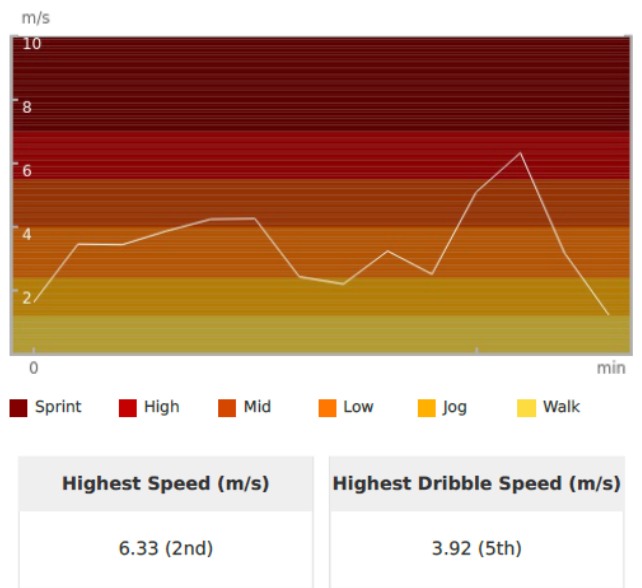 m/s
10
8
6
4
2
0 min
Sprint High Mid Low Jog Walk
Highest Speed (m/s) Highest Dribble Speed (m/s)
6.33 (2nd) 3.92 (5th)